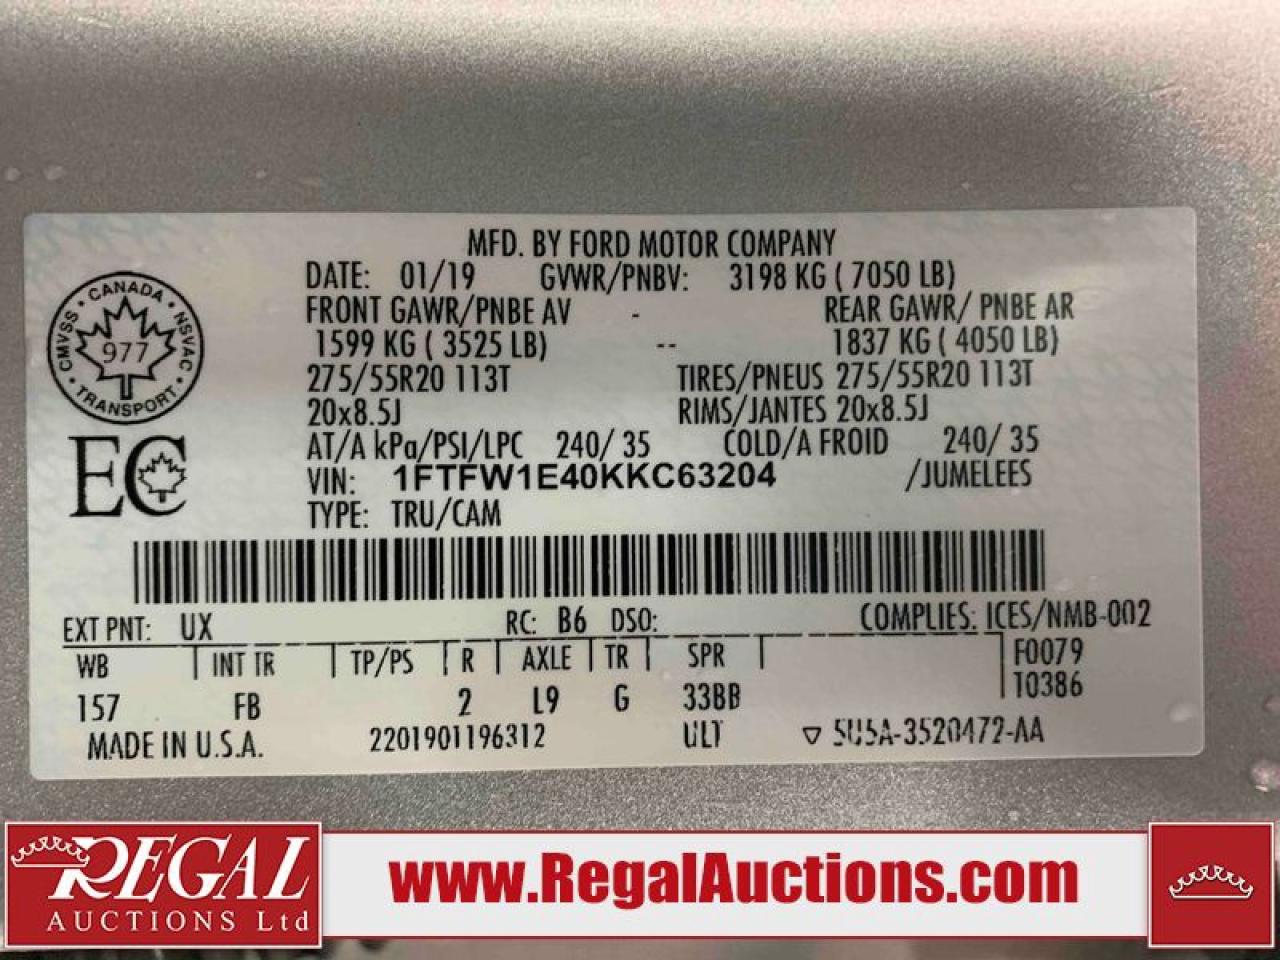 MFD. BY FORD MOTOR COMPANY
DATE: 01/19 GVWR/PNBV: 3198 KG ( 7050 LB)
FRONT GAWR/PNBE AV - REAR GAWR/ PNBE AR
1599 KG ( 3525 LB) -- 1837 KG ( 4050 LB)
275/55R20 113T TIRES/PNEUS 275/55R20 113T
20x8.5J RIMS/JANTES 20x8.5J
AT/A kPa/PSI/LPC 240/ 35 COLD/A FROID 240/ 35
VIN: 1FTFW1E40KKC63204 /JUMELEES
TYPE: TRU/CAM
CANADA
CMVSS NSVAC
977
TRANSPORT
EC
EXT PNT: UX RC: B6 DSO: COMPLIES: ICES/NMB-002
WB INT TR TP/PS R AXLE TR SPR F0079
157 FB 2 L9 G 33BB T0386
MADE IN U.S.A. 2201901196312 ULT ▽ 5U5A-3520472-AA
REGAL
AUCTIONS Ltd
www.RegalAuctions.com